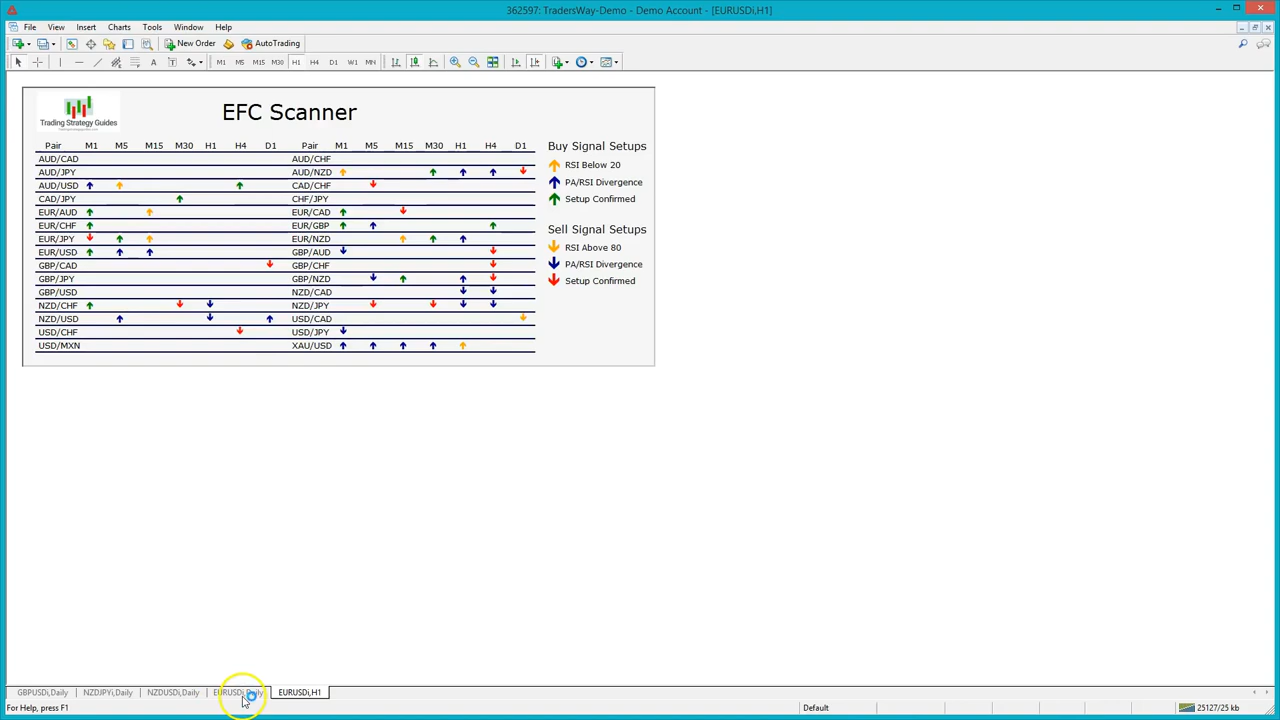 362597: TradersWay-Demo - Demo Account - [EURUSDi,H1]
File View Insert Charts Tools Window Help
New Order AutoTrading
A T M1 M5 M15 M30 H1 H4 D1 W1 MN
Trading Strategy Guides
EFC Scanner
Pair M1 M5 M15 M30 H1 H4 D1 Pair M1 M5 M15 M30 H1 H4 D1
AUD/CAD AUD/CHF
AUD/JPY AUD/NZD
AUD/USD CAD/CHF
CAD/JPY CHF/JPY
EUR/AUD EUR/CAD
EUR/CHF EUR/GBP
EUR/JPY EUR/NZD
EUR/USD GBP/AUD
GBP/CAD GBP/CHF
GBP/JPY GBP/NZD
GBP/USD NZD/CAD
NZD/CHF NZD/JPY
NZD/USD USD/CAD
USD/CHF USD/JPY
USD/MXN XAU/USD
Buy Signal Setups
RSI Below 20
PA/RSI Divergence
Setup Confirmed
Sell Signal Setups
RSI Above 80
PA/RSI Divergence
Setup Confirmed
GBPUSDi,Daily NZDJPYi,Daily NZDUSDi,Daily EURUSDi,Daily EURUSDi,H1
For Help, press F1 Default 25127/25 kb